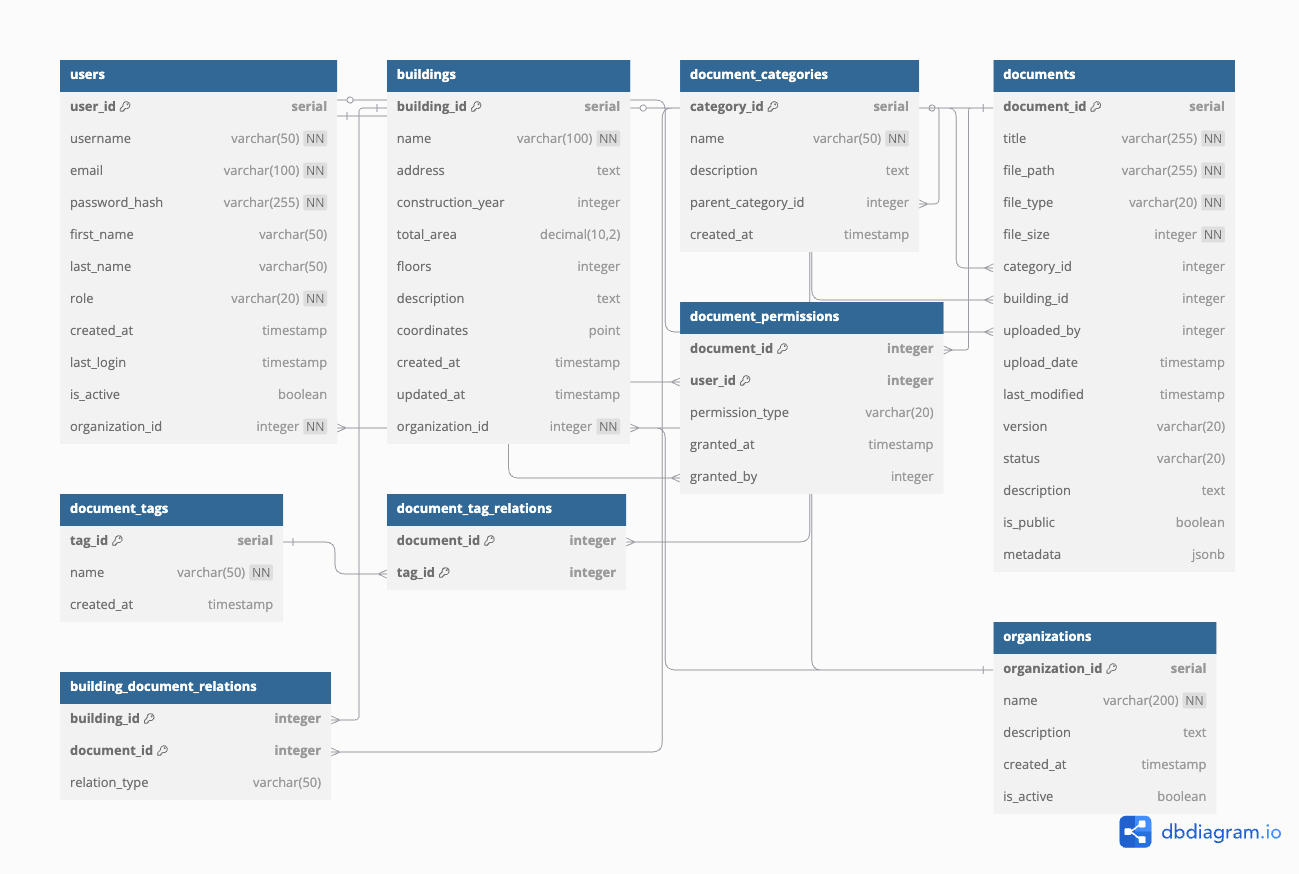 users
user_id serial
username varchar(50) NN
email varchar(100) NN
password_hash varchar(255) NN
first_name varchar(50)
last_name varchar(50)
role varchar(20) NN
created_at timestamp
last_login timestamp
is_active boolean
organization_id integer NN
buildings
building_id serial
name varchar(100) NN
address text
construction_year integer
total_area decimal(10,2)
floors integer
description text
coordinates point
created_at timestamp
updated_at timestamp
organization_id integer NN
document_categories
category_id serial
name varchar(50) NN
description text
parent_category_id integer
created_at timestamp
documents
document_id serial
title varchar(255) NN
file_path varchar(255) NN
file_type varchar(20) NN
file_size integer NN
category_id integer
building_id integer
uploaded_by integer
upload_date timestamp
last_modified timestamp
version varchar(20)
status varchar(20)
description text
is_public boolean
metadata jsonb
document_permissions
document_id integer
user_id integer
permission_type varchar(20)
granted_at timestamp
granted_by integer
document_tags
tag_id serial
name varchar(50) NN
created_at timestamp
document_tag_relations
document_id integer
tag_id integer
building_document_relations
building_id integer
document_id integer
relation_type varchar(50)
organizations
organization_id serial
name varchar(200) NN
description text
created_at timestamp
is_active boolean
dbdiagram.io